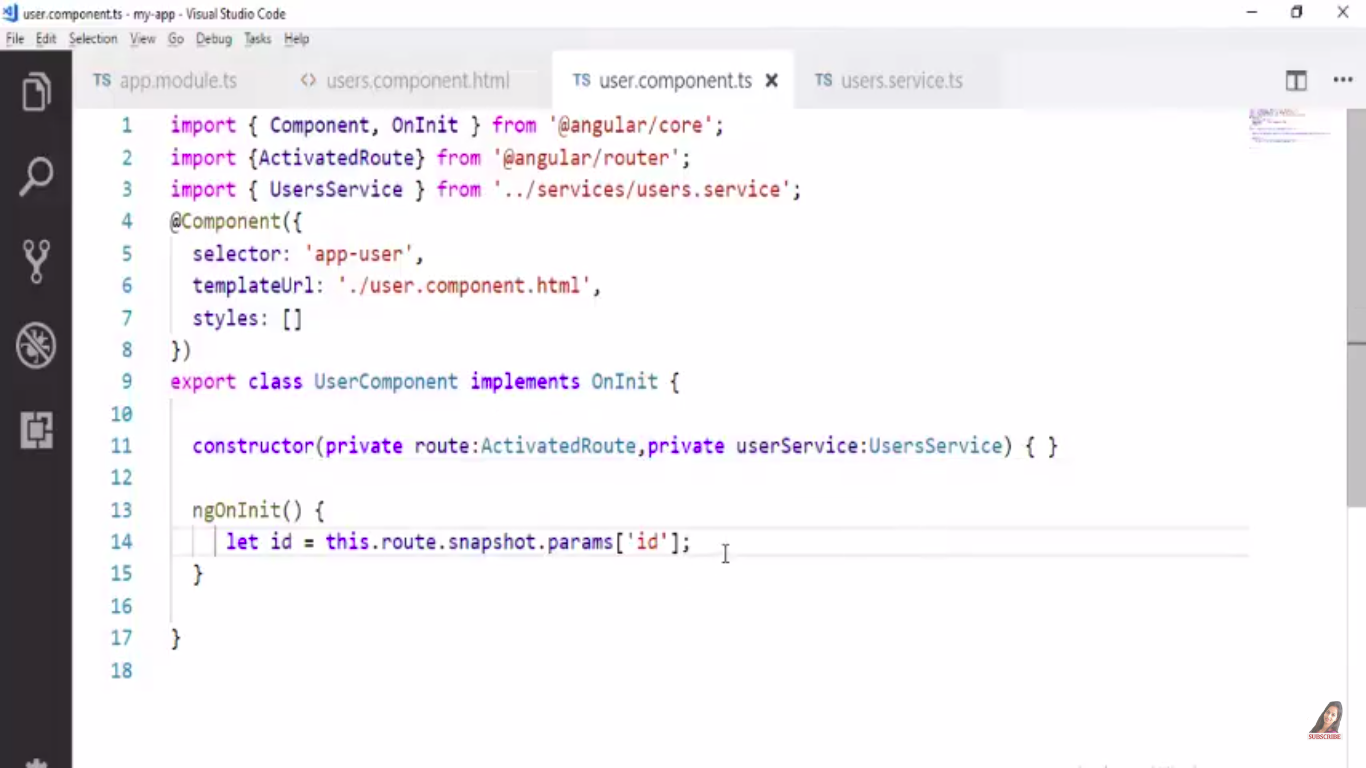 user.component.ts - my-app - Visual Studio Code
File Edit Selection View Go Debug Tasks Help
TS app.module.ts <> users.component.html TS user.component.ts TS users.service.ts
1 import { Component, OnInit } from '@angular/core';
2 import {ActivatedRoute} from '@angular/router';
3 import { UsersService } from '../services/users.service';
4 @Component({
5 selector: 'app-user',
6 templateUrl: './user.component.html',
7 styles: []
8 })
9 export class UserComponent implements OnInit {
10
11 constructor(private route:ActivatedRoute,private userService:UsersService) { }
12
13 ngOnInit() {
14 let id = this.route.snapshot.params['id'];
15 }
16
17 }
18
SUBSCRIBE